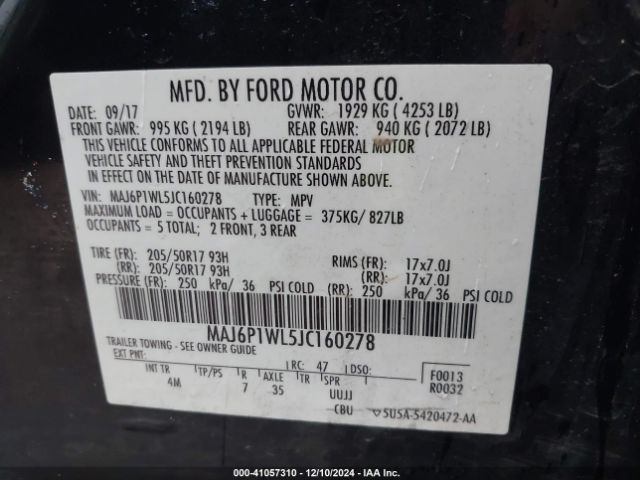 MFD. BY FORD MOTOR CO.
DATE: 09/17 GVWR: 1929 KG ( 4253 LB)
FRONT GAWR: 995 KG ( 2194 LB) REAR GAWR: 940 KG ( 2072 LB)
THIS VEHICLE CONFORMS TO ALL APPLICABLE FEDERAL MOTOR
VEHICLE SAFETY AND THEFT PREVENTION STANDARDS
IN EFFECT ON THE DATE OF MANUFACTURE SHOWN ABOVE.
VIN: MAJ6P1WL5JC160278 TYPE: MPV
MAXIMUM LOAD = OCCUPANTS + LUGGAGE = 375KG/ 827LB
OCCUPANTS = 5 TOTAL; 2 FRONT, 3 REAR
TIRE (FR): 205/50R17 93H RIMS (FR): 17x7.0J
(RR): 205/50R17 93H (RR): 17x7.0J
PRESSURE (FR): 250 kPa/ 36 PSI COLD (RR): 250 kPa/ 36 PSI COLD
MAJ6P1WL5JC160278
TRAILER TOWING - SEE OWNER GUIDE
EXT PNT: RC: 47 DSO: F0013
INT TR TP/PS R AXLE TR SPR R0032
4M 7 35 UUJJ
CBU 5USA-5420472-AA
000-41057310 - 12/10/2024 - IAA Inc.